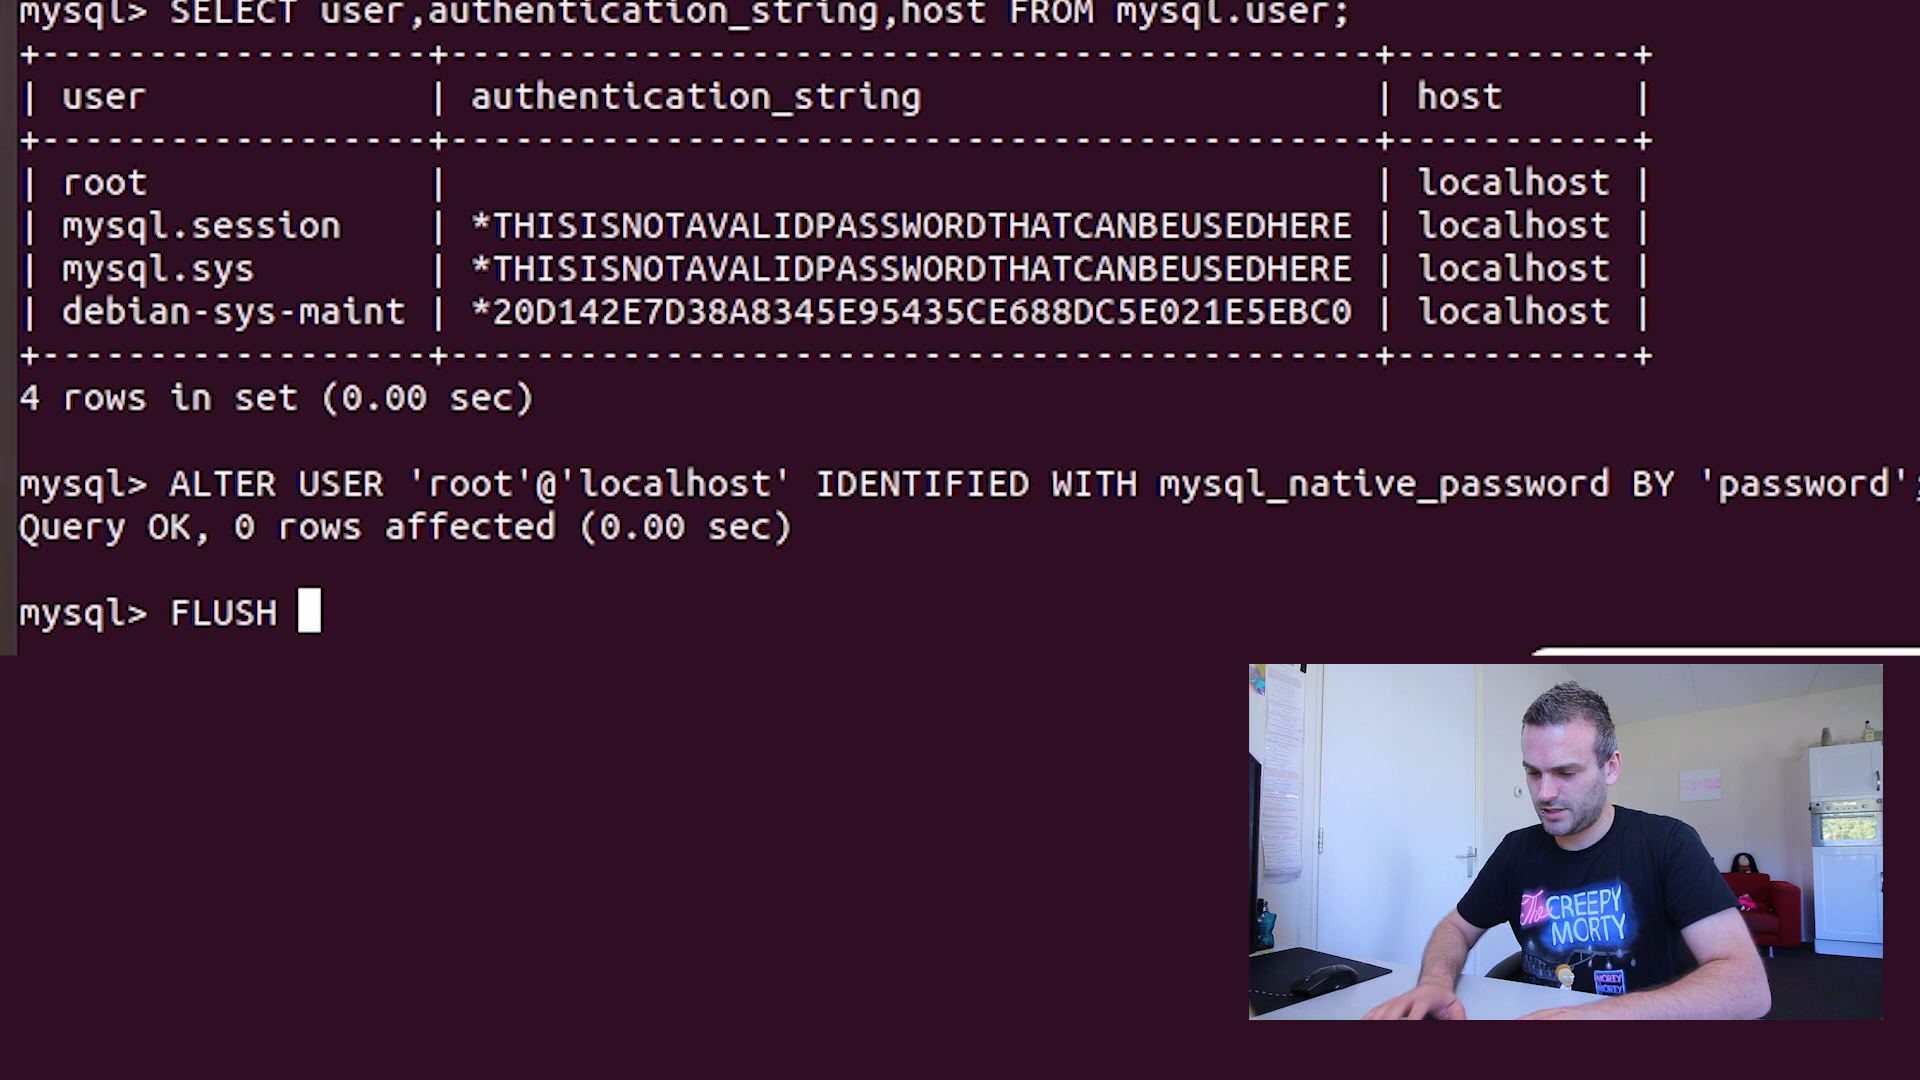 mysql> SELECT user,authentication_string,host FROM mysql.user;
+------------------+-------------------------------------------+-----------+
| user             | authentication_string                     | host      |
+------------------+-------------------------------------------+-----------+
| root             |                                           | localhost |
| mysql.session    | *THISISNOTAVALIDPASSWORDTHATCANBEUSEDHERE | localhost |
| mysql.sys        | *THISISNOTAVALIDPASSWORDTHATCANBEUSEDHERE | localhost |
| debian-sys-maint | *20D142E7D38A8345E95435CE688DC5E021E5EBC0 | localhost |
+------------------+-------------------------------------------+-----------+
4 rows in set (0.00 sec)
mysql> ALTER USER 'root'@'localhost' IDENTIFIED WITH mysql_native_password BY 'password';
Query OK, 0 rows affected (0.00 sec)
mysql> FLUSH
The CREEPY
MORTY